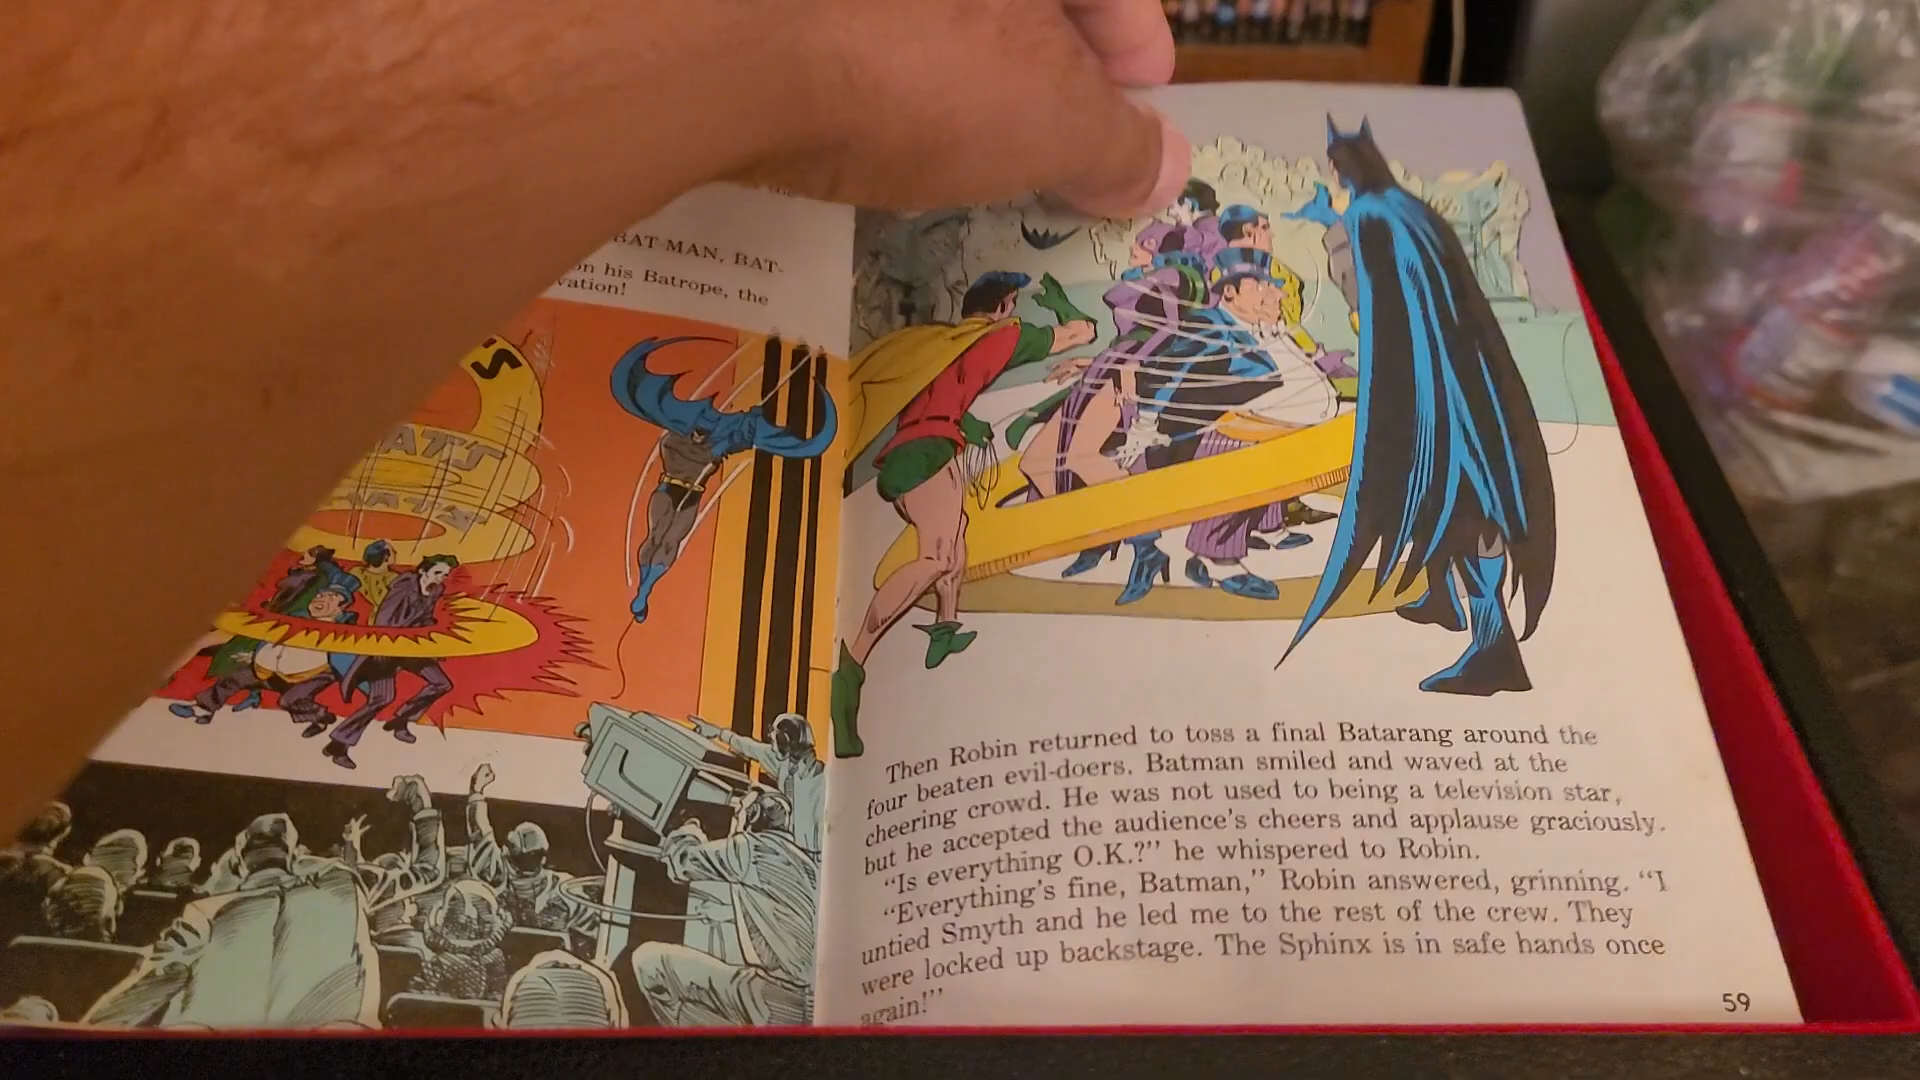 BAT MAN, BAT-
on his Batrope, the
vation!
Then Robin returned to toss a final Batarang around the
four beaten evil-doers. Batman smiled and waved at the
cheering crowd. He was not used to being a television star,
but he accepted the audience's cheers and applause graciously.
“Is everything O.K.?” he whispered to Robin.
“Everything's fine, Batman,” Robin answered, grinning. “I
untied Smyth and he led me to the rest of the crew. They
were locked up backstage. The Sphinx is in safe hands once
again!”
59